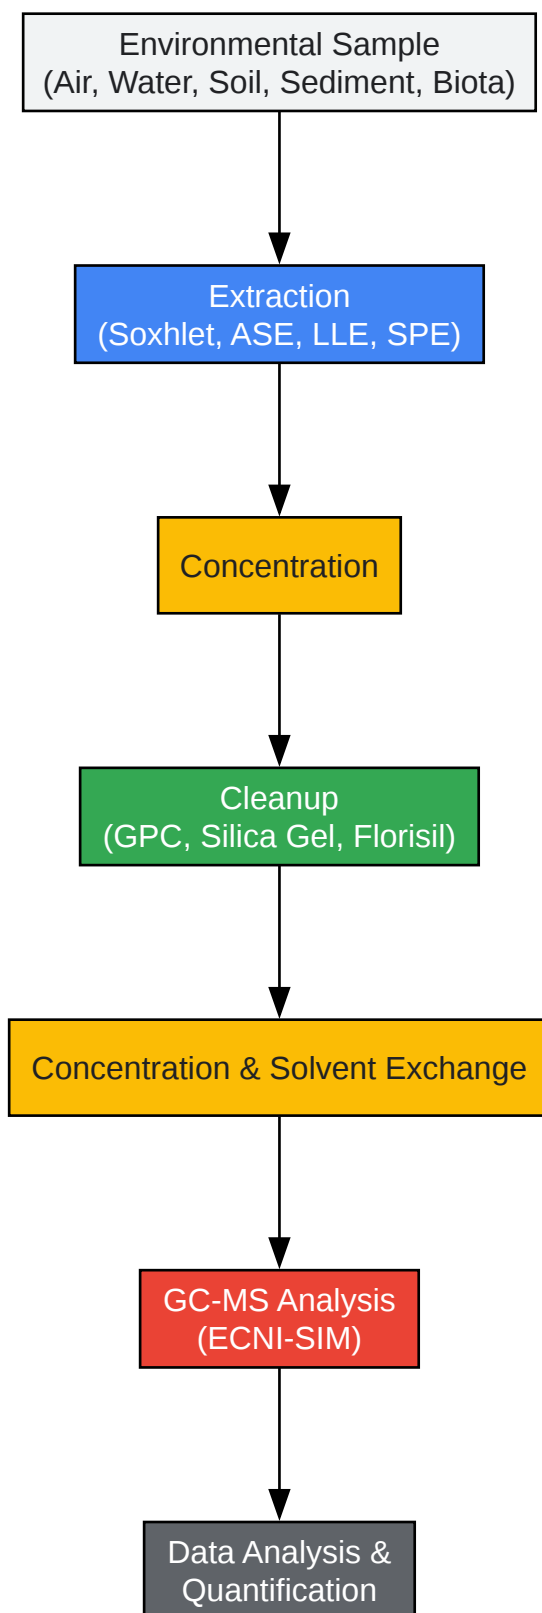 Environmental Sample
(Air, Water, Soil, Sediment, Biota)
Extraction
(Soxhlet, ASE, LLE, SPE)
Concentration
Cleanup
(GPC, Silica Gel, Florisil)
Concentration & Solvent Exchange
GC-MS Analysis
(ECNI-SIM)
Data Analysis &
Quantification